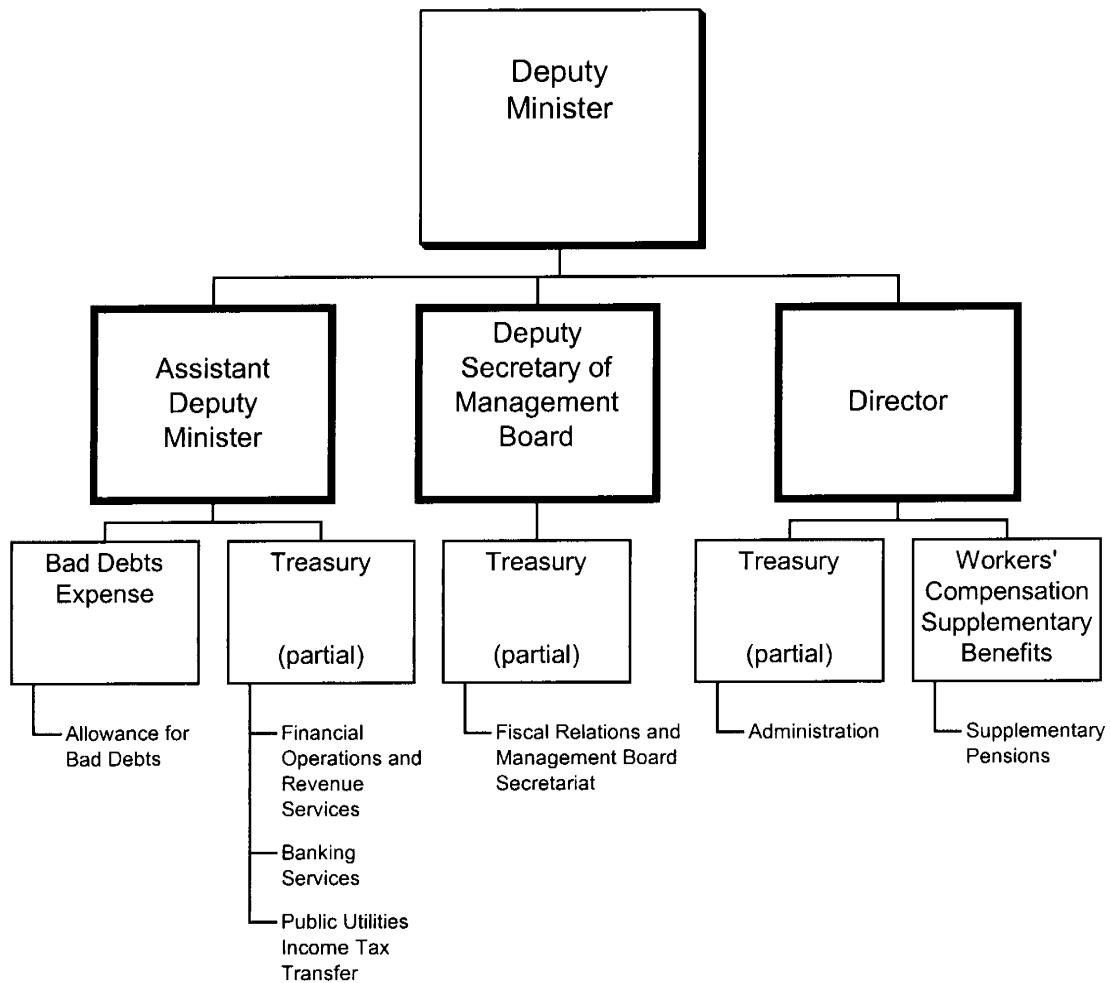 Deputy
Minister
Assistant
Deputy
Minister
Deputy
Secretary of
Management
Board
Director
Bad Debts
Expense
Treasury
(partial)
Treasury
(partial)
Treasury
(partial)
Workers'
Compensation
Supplementary
Benefits
Allowance for
Bad Debts
Financial
Operations and
Revenue
Services
Banking
Services
Public Utilities
Income Tax
Transfer
Fiscal Relations and
Management Board
Secretariat
Administration
Supplementary
Pensions